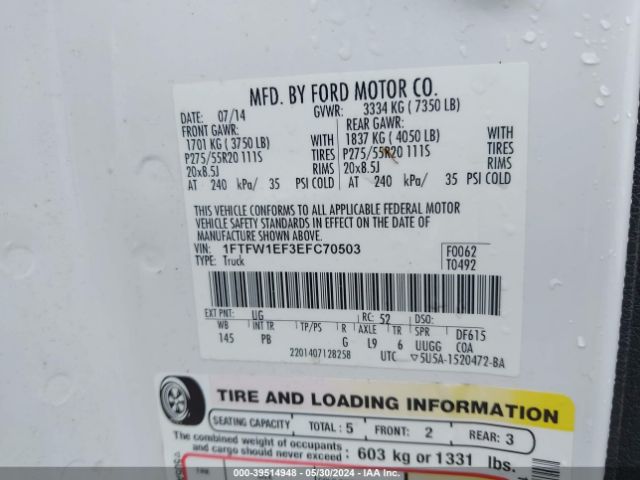 MFD. BY FORD MOTOR CO.
DATE: 07/14 GVWR: 3334 KG ( 7350 LB)
FRONT GAWR: REAR GAWR:
1701 KG ( 3750 LB) WITH 1837 KG ( 4050 LB) WITH
P275/55R20 111S TIRES P275/55R20 111S TIRES
20x8.5J RIMS 20x8.5J RIMS
AT 240 kPa/ 35 PSI COLD AT 240 kPa/ 35 PSI COLD
THIS VEHICLE CONFORMS TO ALL APPLICABLE FEDERAL MOTOR
VEHICLE SAFETY STANDARDS IN EFFECT ON THE DATE OF
MANUFACTURE SHOWN ABOVE.
VIN: 1FTFW1EF3EFC70503 F0062
TYPE: Truck T0492
EXT PNT: UG RC: 52 DSO:
WB INT TR TP/PS R AXLE TR SPR DF615
145 PB G L9 6 UUGG COA
2201407128258 UTC ▽5U5A-1520472-BA
TIRE AND LOADING INFORMATION
SEATING CAPACITY TOTAL : 5 FRONT: 2 REAR: 3
The combined weight of occupants
and cargo should never exceed : 603 kg or 1331 lbs.
000-39514948 - 05/30/2024 - IAA Inc.